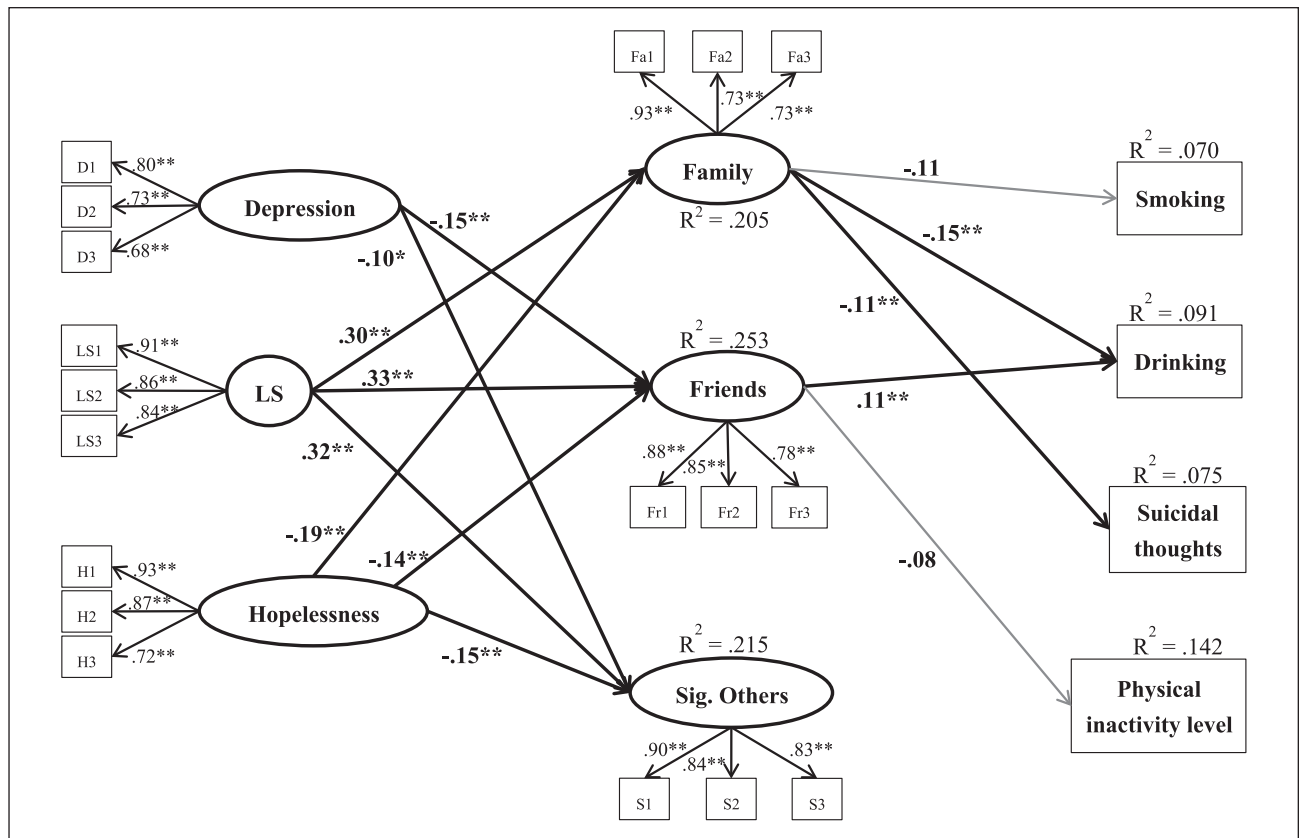 Fa1 Fa2 Fa3
.93** .73** .73**
Family
R² = .205
D1 .80**
D2 .73**
D3 .68**
Depression
-.15**
-.10*
LS1 .91**
LS2 .86**
LS3 .84**
LS
.30**
.33**
.32**
R² = .253
Friends
.88** .85** .78**
Fr1 Fr2 Fr3
H1 .93**
H2 .87**
H3 .72**
Hopelessness
-.19**
-.14**
-.15**
R² = .215
Sig. Others
.90** .84** .83**
S1 S2 S3
-.11
-.15**
-.11**
.11**
-.08
R² = .070
Smoking
R² = .091
Drinking
R² = .075
Suicidal
thoughts
R² = .142
Physical
inactivity level